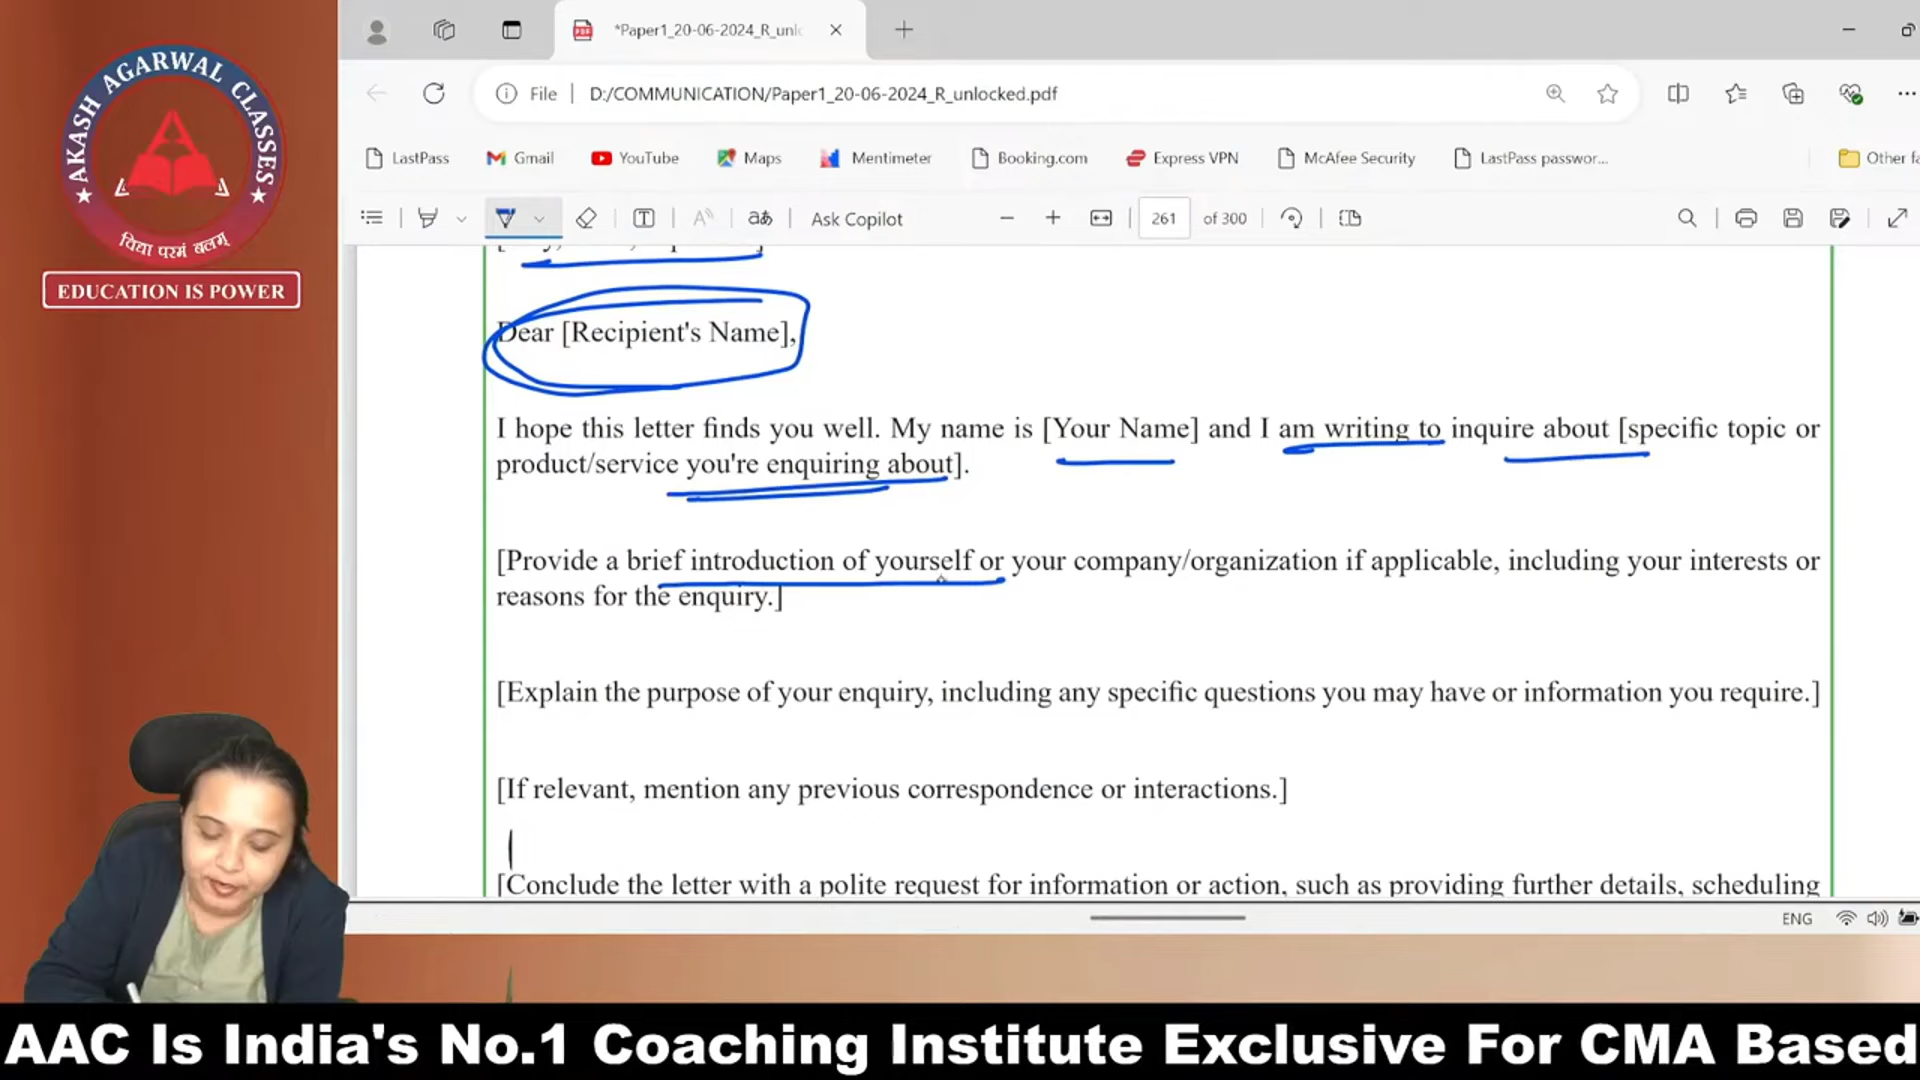 AKASH AGARWAL CLASSES
विद्या परमं बलम्
EDUCATION IS POWER
*Paper1_20-06-2024_R_unl
File
D:/COMMUNICATION/Paper1_20-06-2024_R_unlocked.pdf
LastPass Gmail YouTube Maps Mentimeter Booking.com Express VPN McAfee Security LastPass passwor... Other fa
aあ Ask Copilot 261 of 300
Dear [Recipient's Name],
I hope this letter finds you well. My name is [Your Name] and I am writing to inquire about [specific topic or
product/service you're enquiring about].
[Provide a brief introduction of yourself or your company/organization if applicable, including your interests or
reasons for the enquiry.]
[Explain the purpose of your enquiry, including any specific questions you may have or information you require.]
[If relevant, mention any previous correspondence or interactions.]
[Conclude the letter with a polite request for information or action, such as providing further details, scheduling
ENG
AAC Is India's No.1 Coaching Institute Exclusive For CMA Based